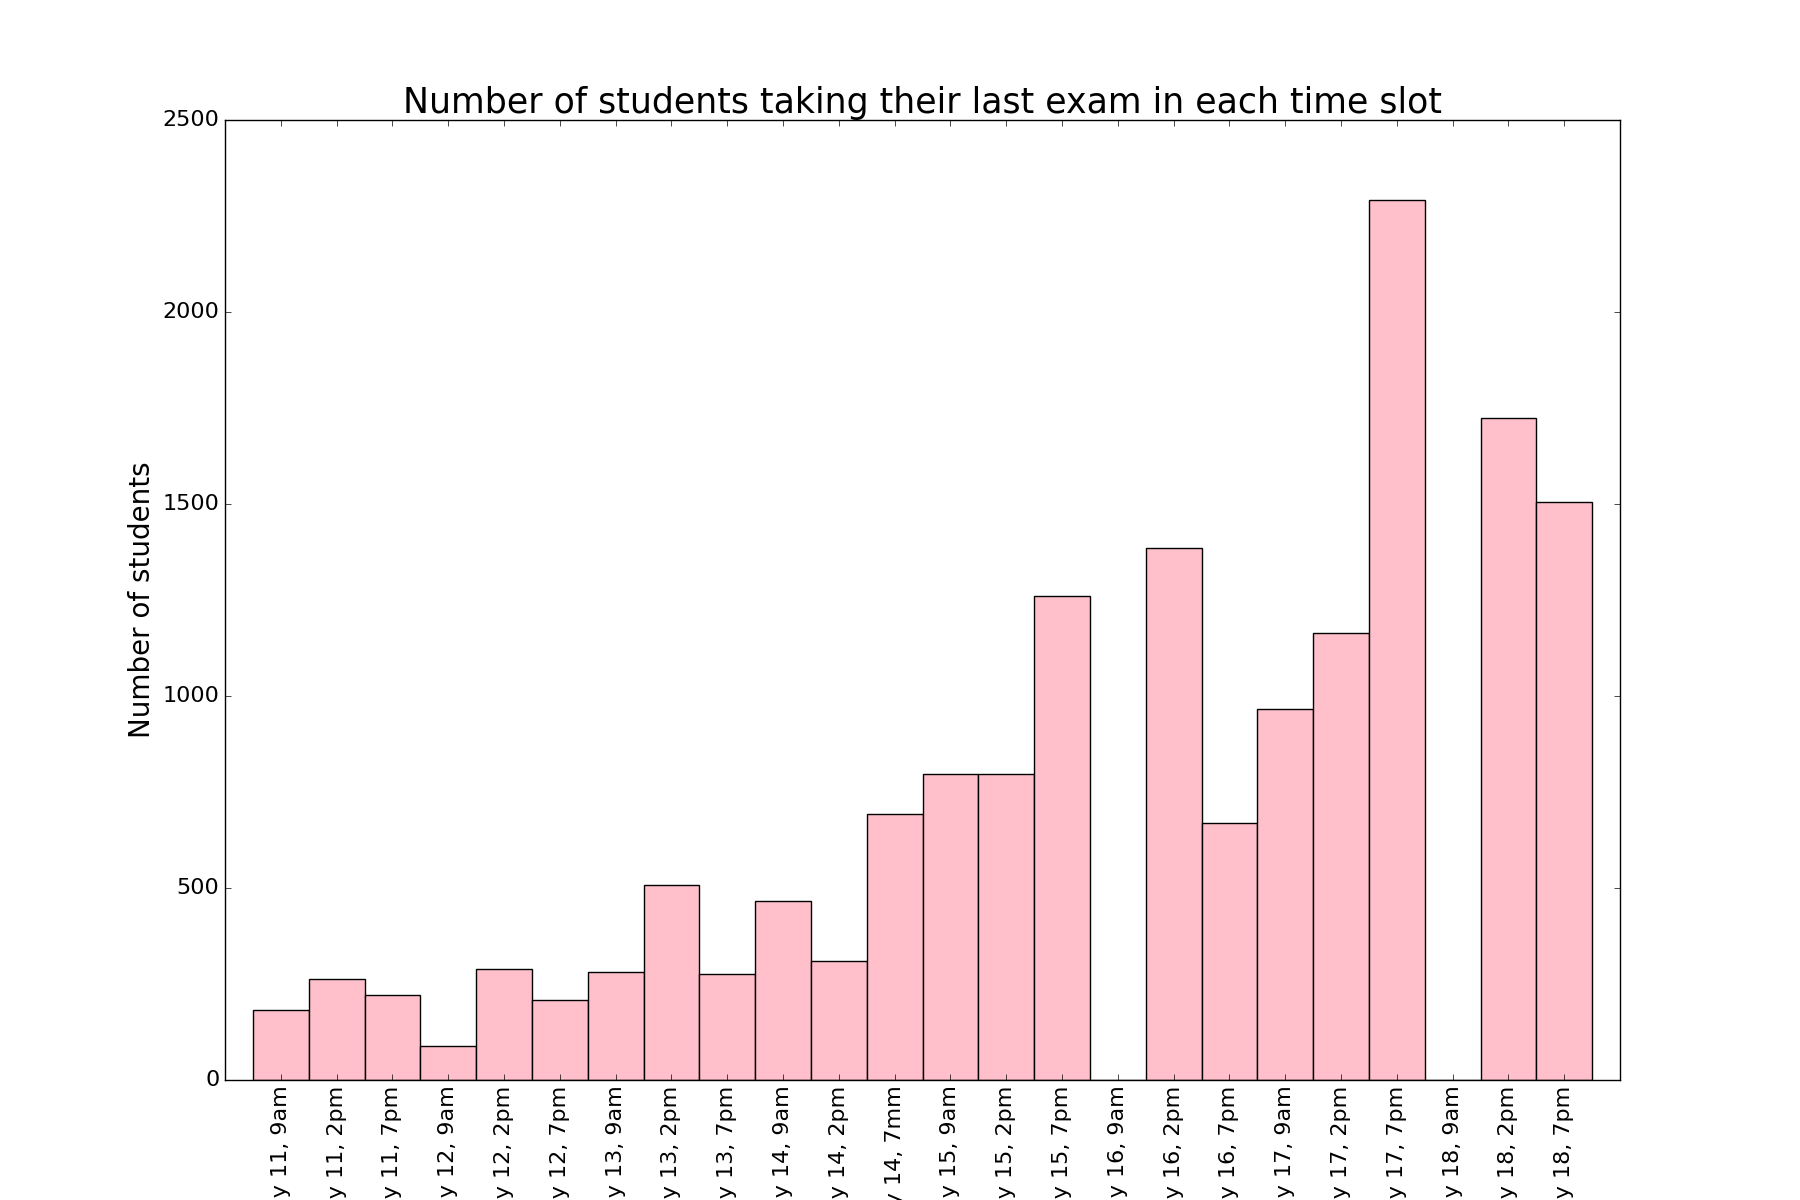 Number of students taking their last exam in each time slot
Number of students
2500
2000
1500
1000
500
0
y 11, 9am
y 11, 2pm
y 11, 7pm
y 12, 9am
y 12, 2pm
y 12, 7pm
y 13, 9am
y 13, 2pm
y 13, 7pm
y 14, 9am
y 14, 2pm
y 14, 7mm
y 15, 9am
y 15, 2pm
y 15, 7pm
y 16, 9am
y 16, 2pm
y 16, 7pm
y 17, 9am
y 17, 2pm
y 17, 7pm
y 18, 9am
y 18, 2pm
y 18, 7pm